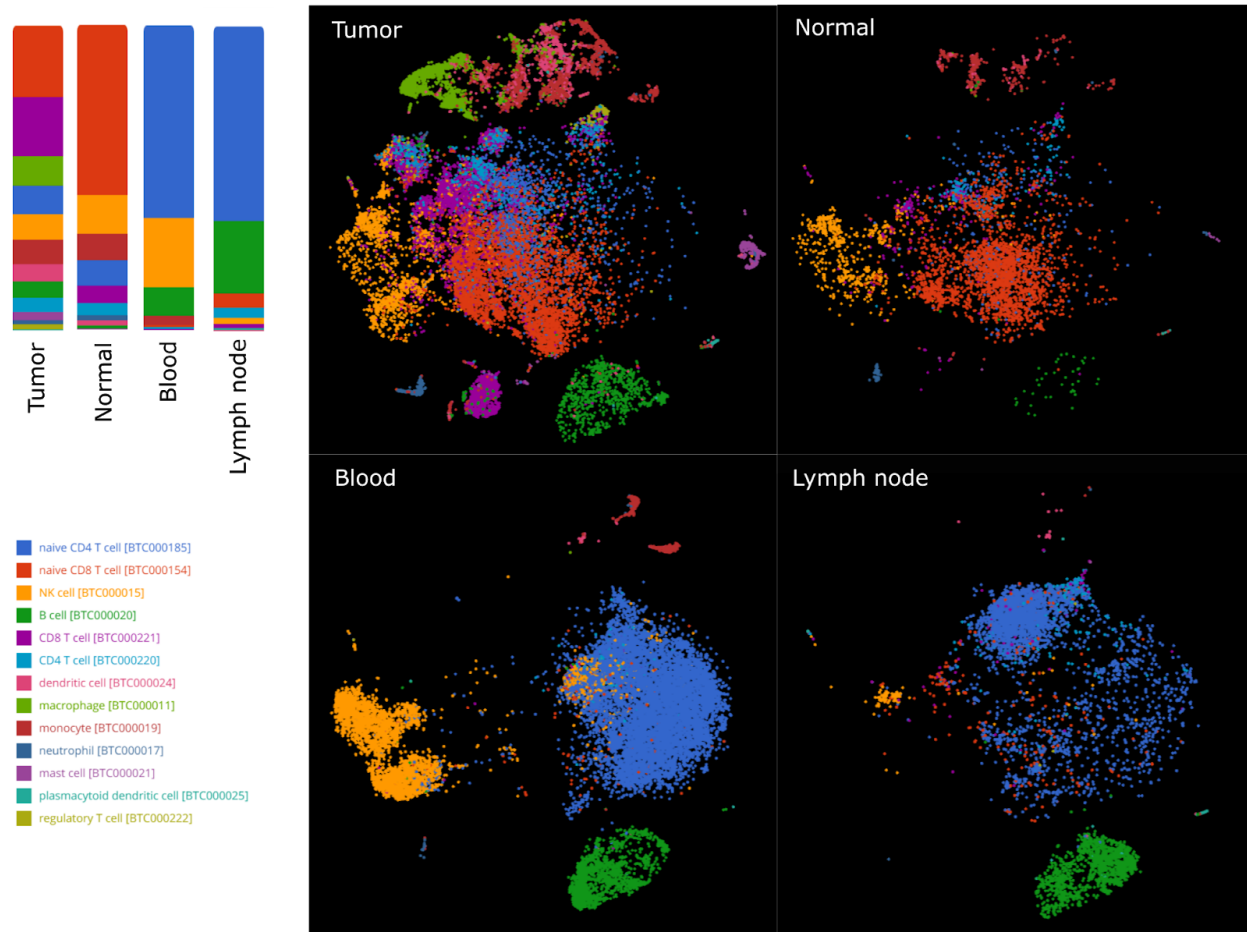 Tumor
Normal
Blood
Lymph node
naive CD4 T cell [BTC000185]
naive CD8 T cell [BTC000154]
NK cell [BTC000015]
B cell [BTC000020]
CD8 T cell [BTC000221]
CD4 T cell [BTC000220]
dendritic cell [BTC000024]
macrophage [BTC000011]
monocyte [BTC000019]
neutrophil [BTC000017]
mast cell [BTC000021]
plasmacytoid dendritic cell [BTC000025]
regulatory T cell [BTC000222]
Tumor
Normal
Blood
Lymph node